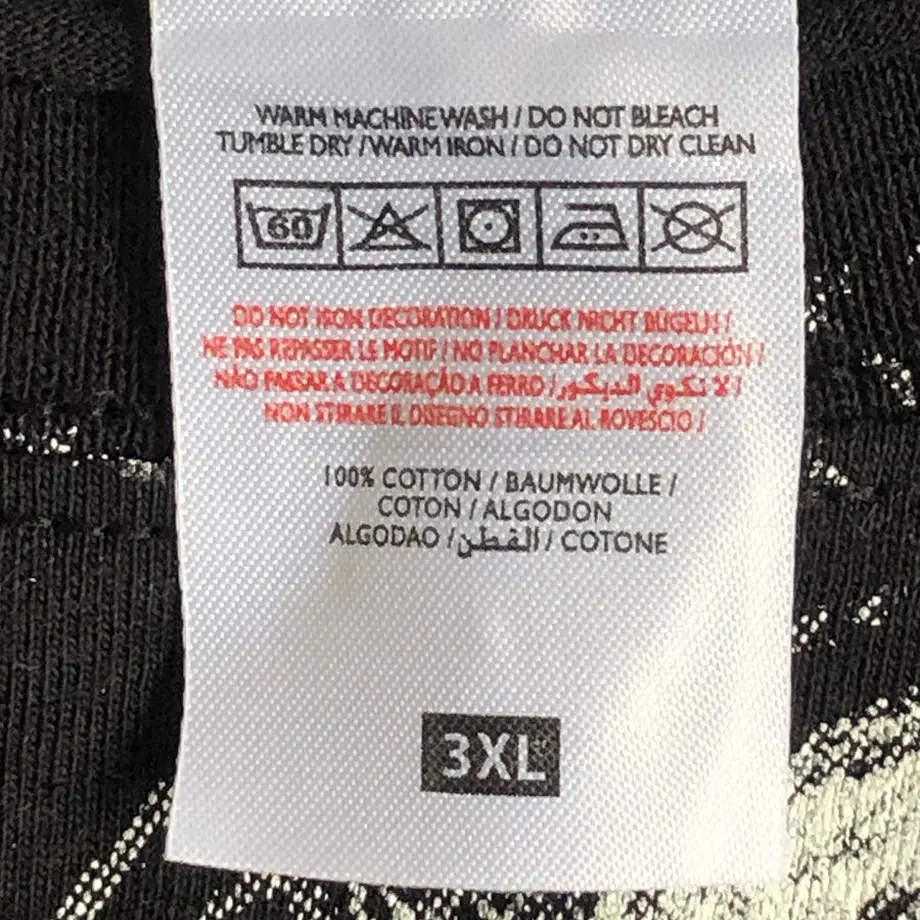 WARM MACHINE WASH / DO NOT BLEACH
TUMBLE DRY / WARM IRON / DO NOT DRY CLEAN
60
DO NOT IRON DECORATION / DRUCK NICHT BÜGELN /
NE PAS REPASSER LE MOTIF / NO PLANCHAR LA DECORACIÓN /
NÃO PASSAR A DECORAÇÃO A FERRO / لا تكوي الديكور /
NON STIRARE IL DISEGNO STIRARE AL ROVESCIO /
100% COTTON / BAUMWOLLE /
COTON / ALGODON
ALGODAO / القطن / COTONE
3XL